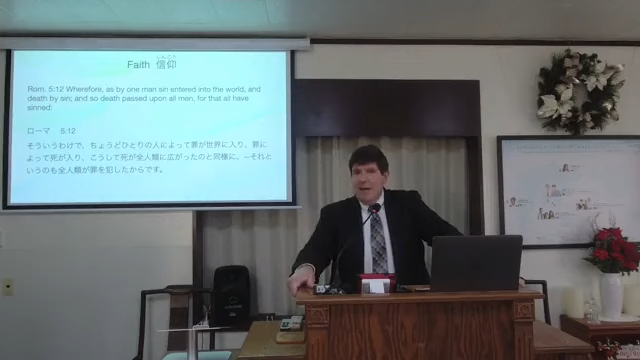 しんこう
Faith 信仰
Rom. 5:12 Wherefore, as by one man sin entered into the world, and
death by sin; and so death passed upon all men, for that all have
sinned:
ローマ 5:12
そういうわけで、ちょうどひとりの人によって罪が世界に入り、罪に
よって死が入り、こうして死が全人類に広がったのと同様に、—それと
いうのも全人類が罪を犯したからです。